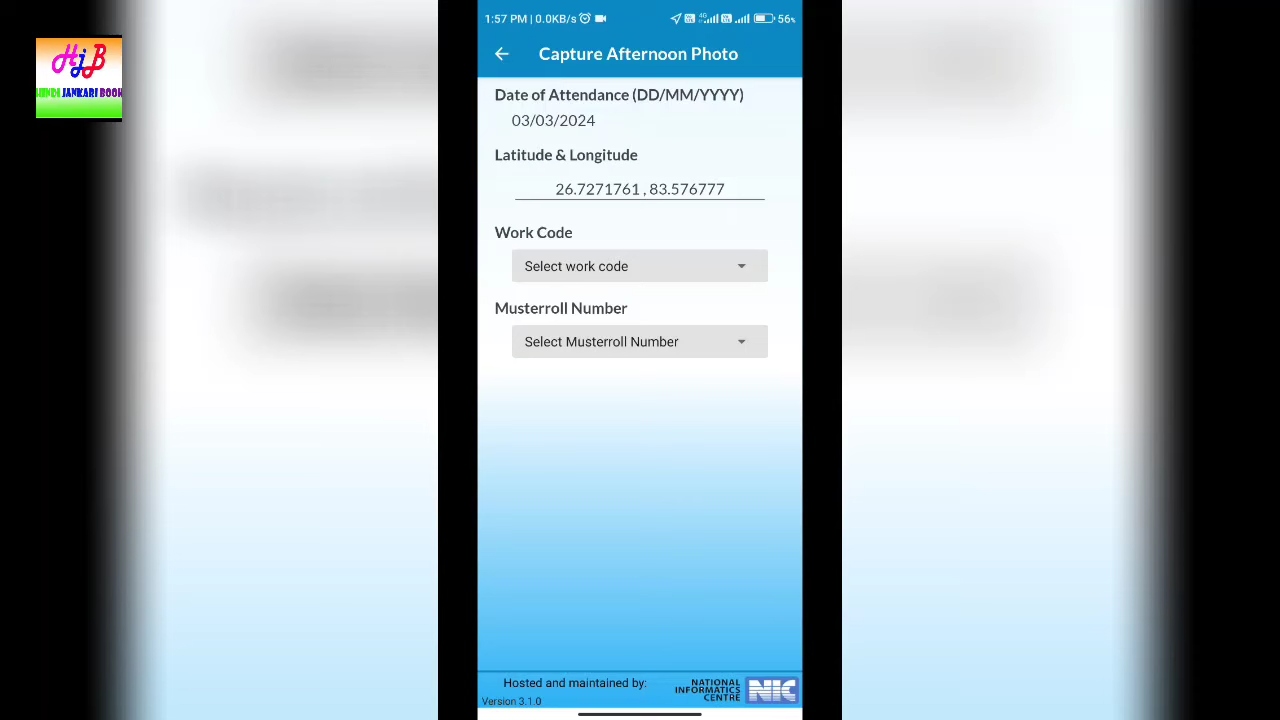 HjB
HINDI JANKARI BOOK
1:57 PM | 0.0KB/s
4G
56%
Capture Afternoon Photo
Date of Attendance (DD/MM/YYYY)
03/03/2024
Latitude & Longitude
26.7271761 , 83.576777
Work Code
Select work code
Musterroll Number
Select Musterroll Number
Hosted and maintained by:
NATIONAL
INFORMATICS
CENTRE
NIC
Version 3.1.0